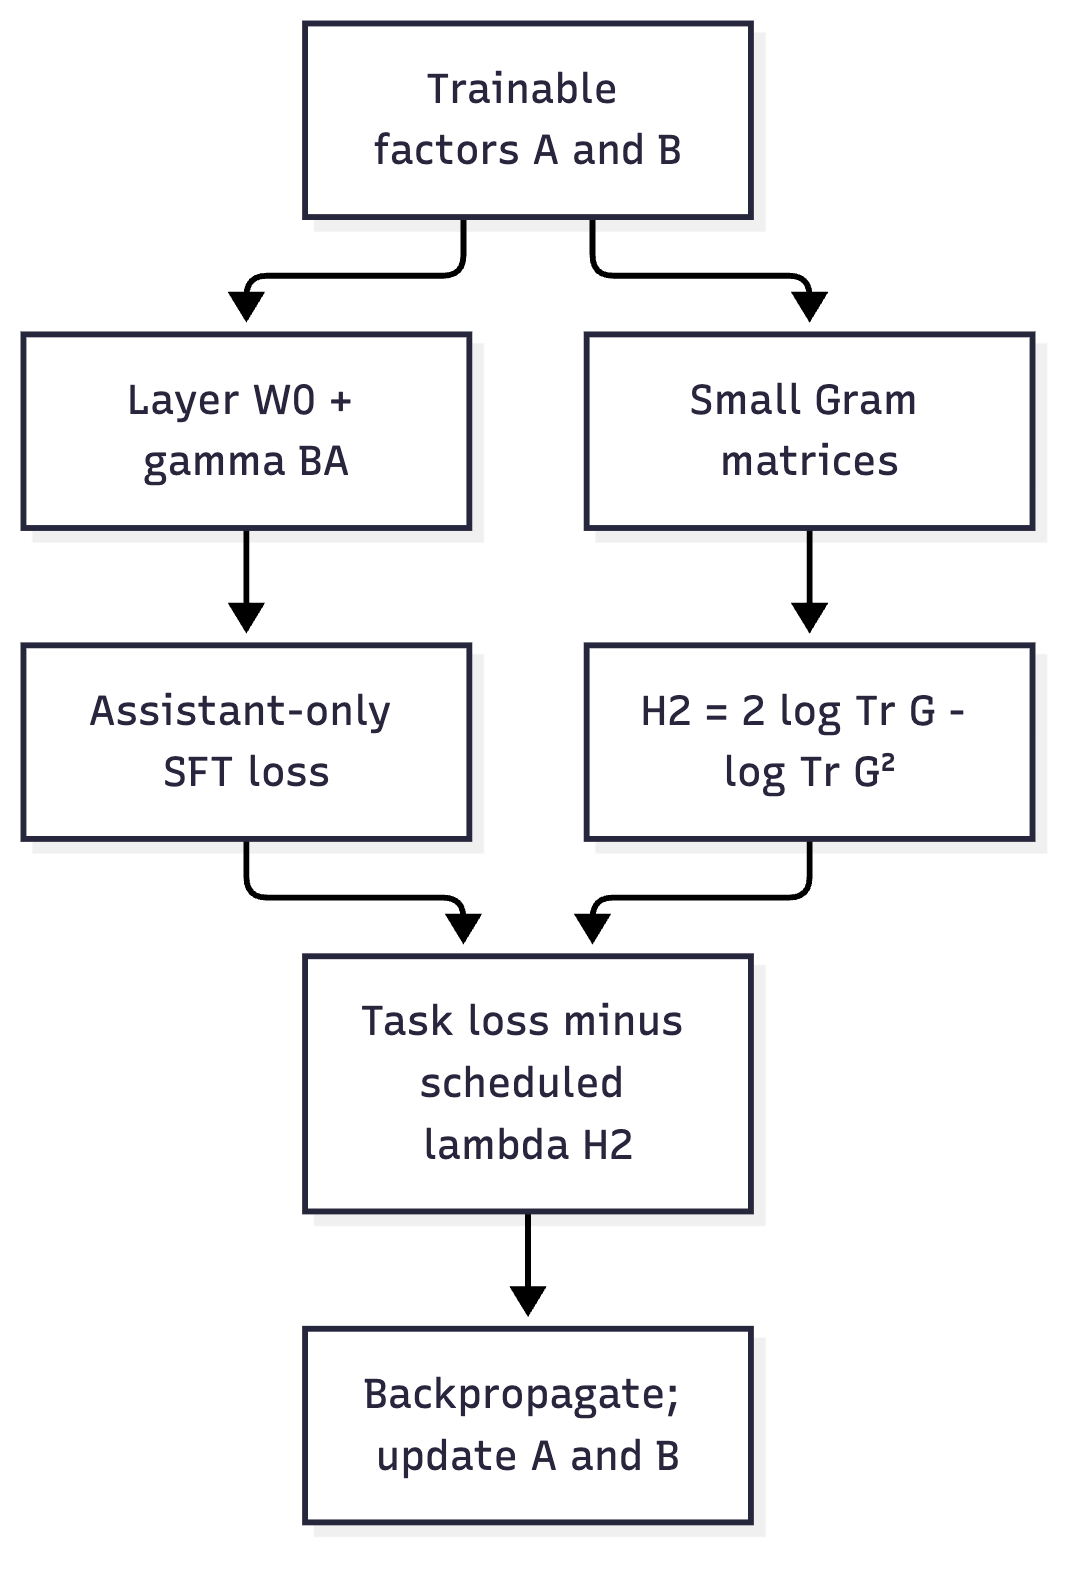 Trainable
factors A and B
Layer W0 +
gamma BA
Small Gram
matrices
Assistant-only
SFT loss
H2 = 2 log Tr G -
log Tr G²
Task loss minus
scheduled
lambda H2
Backpropagate;
update A and B